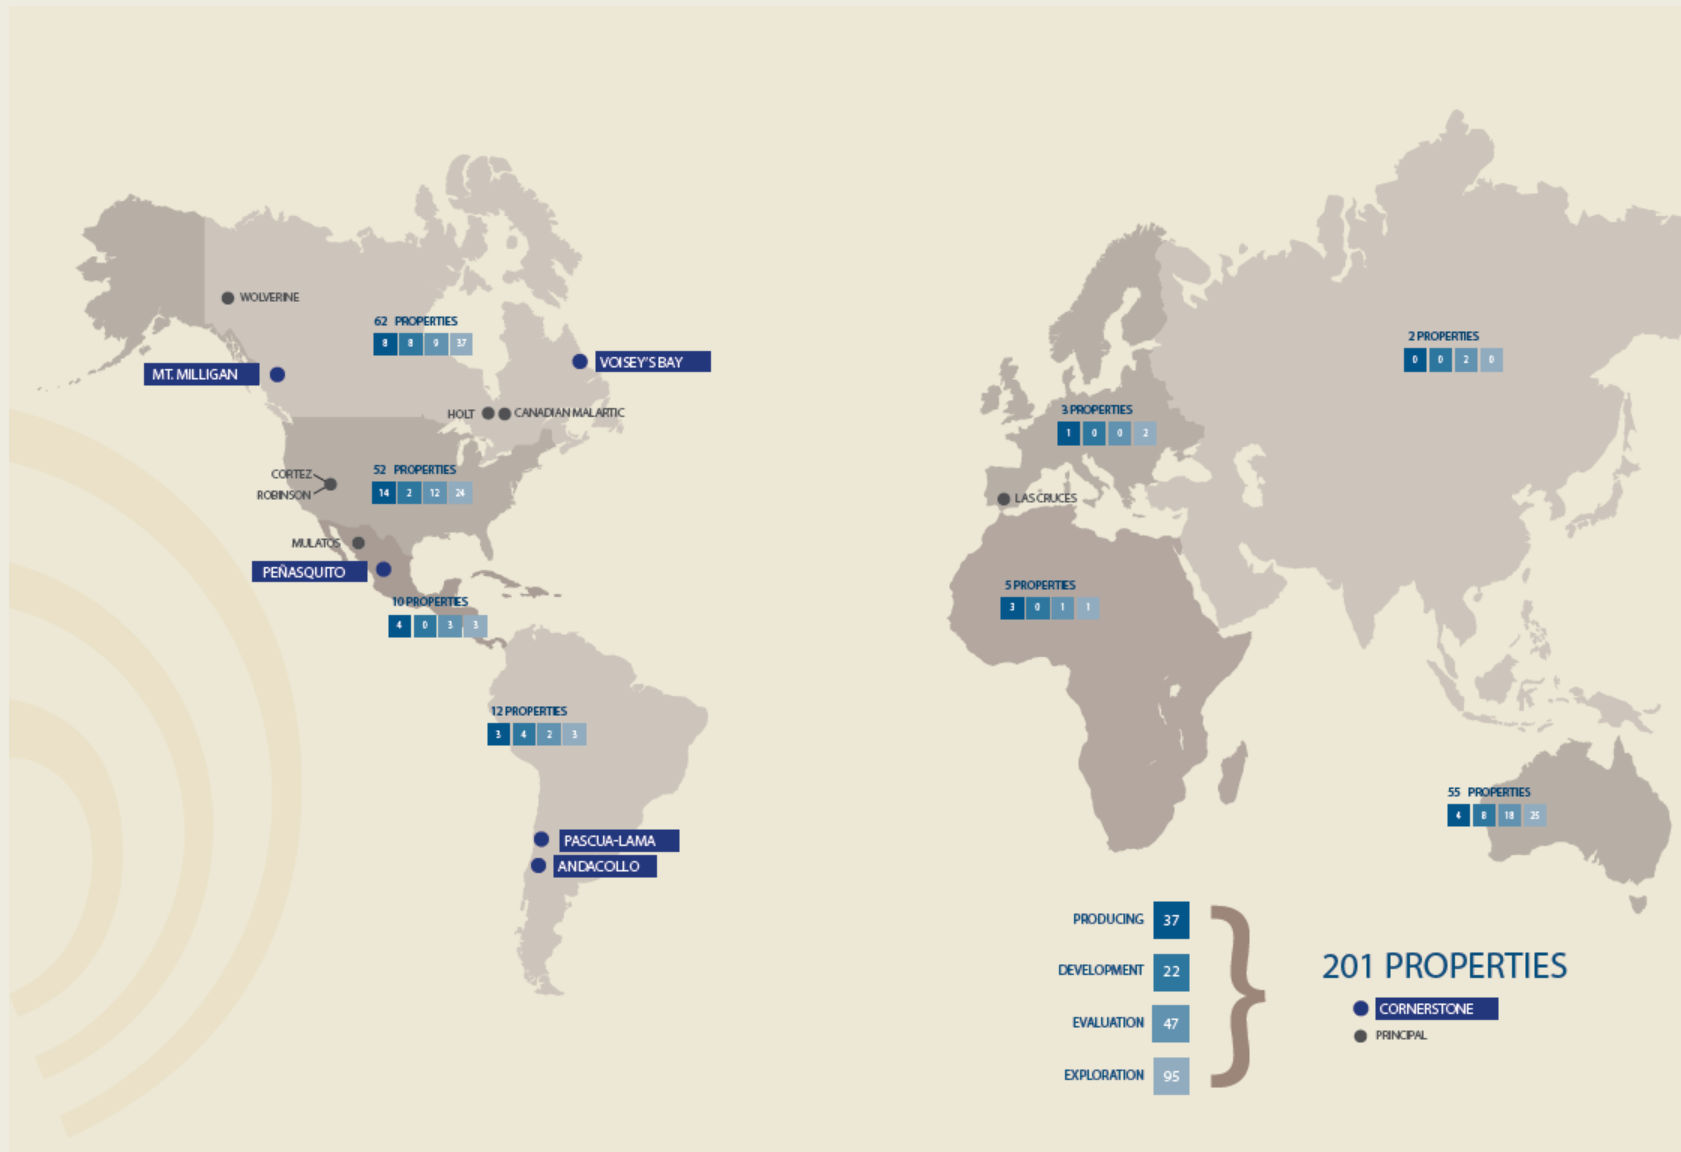 WOLVERINE
62 PROPERTIES
8 8 9 37
MT. MILLIGAN
VOISEY'S BAY
HOLT
CANADIAN MALARTIC
CORTEZ
ROBINSON
52 PROPERTIES
14 2 12 24
MULATOS
PEÑASQUITO
10 PROPERTIES
4 0 3 3
12 PROPERTIES
3 4 2 3
PASCUA-LAMA
ANDACOLLO
2 PROPERTIES
0 0 2 0
3 PROPERTIES
1 0 0 2
LAS CRUCES
5 PROPERTIES
3 0 1 1
55 PROPERTIES
4 8 18 25
PRODUCING 37
DEVELOPMENT 22
EVALUATION 47
EXPLORATION 95
201 PROPERTIES
CORNERSTONE
PRINCIPAL